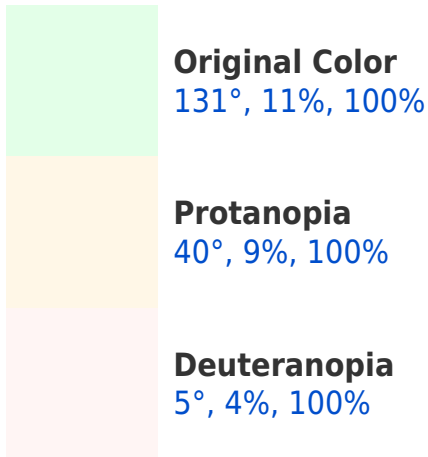 Original Color
131°, 11%, 100%
Protanopia
40°, 9%, 100%
Deuteranopia
5°, 4%, 100%